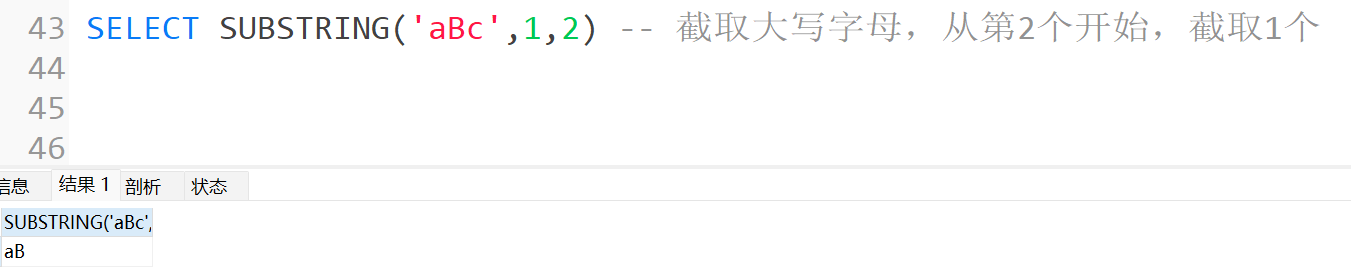 43 SELECT SUBSTRING('aBc',1,2) -- 截取大写字母，从第2个开始，截取1个
44
45
46
信息 结果 1 剖析 状态
SUBSTRING('aBc',
aB